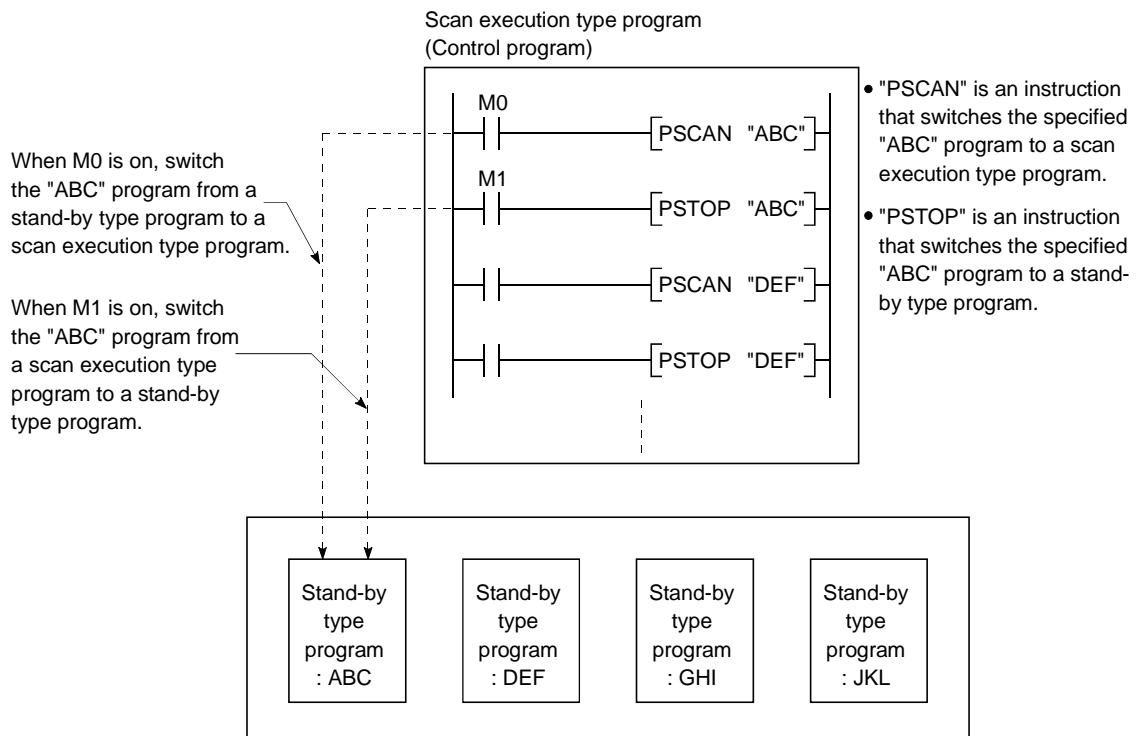 Scan execution type program
(Control program)
M0
PSCAN "ABC"
M1
PSTOP "ABC"
PSCAN "DEF"
PSTOP "DEF"
When M0 is on, switch
the "ABC" program from a
stand-by type program to a
scan execution type program.
When M1 is on, switch
the "ABC" program from
a scan execution type
program to a stand-by
type program.
• "PSCAN" is an instruction
that switches the specified
"ABC" program to a scan
execution type program.
• "PSTOP" is an instruction
that switches the specified
"ABC" program to a stand-
by type program.
Stand-by
type
program
: ABC
Stand-by
type
program
: DEF
Stand-by
type
program
: GHI
Stand-by
type
program
: JKL